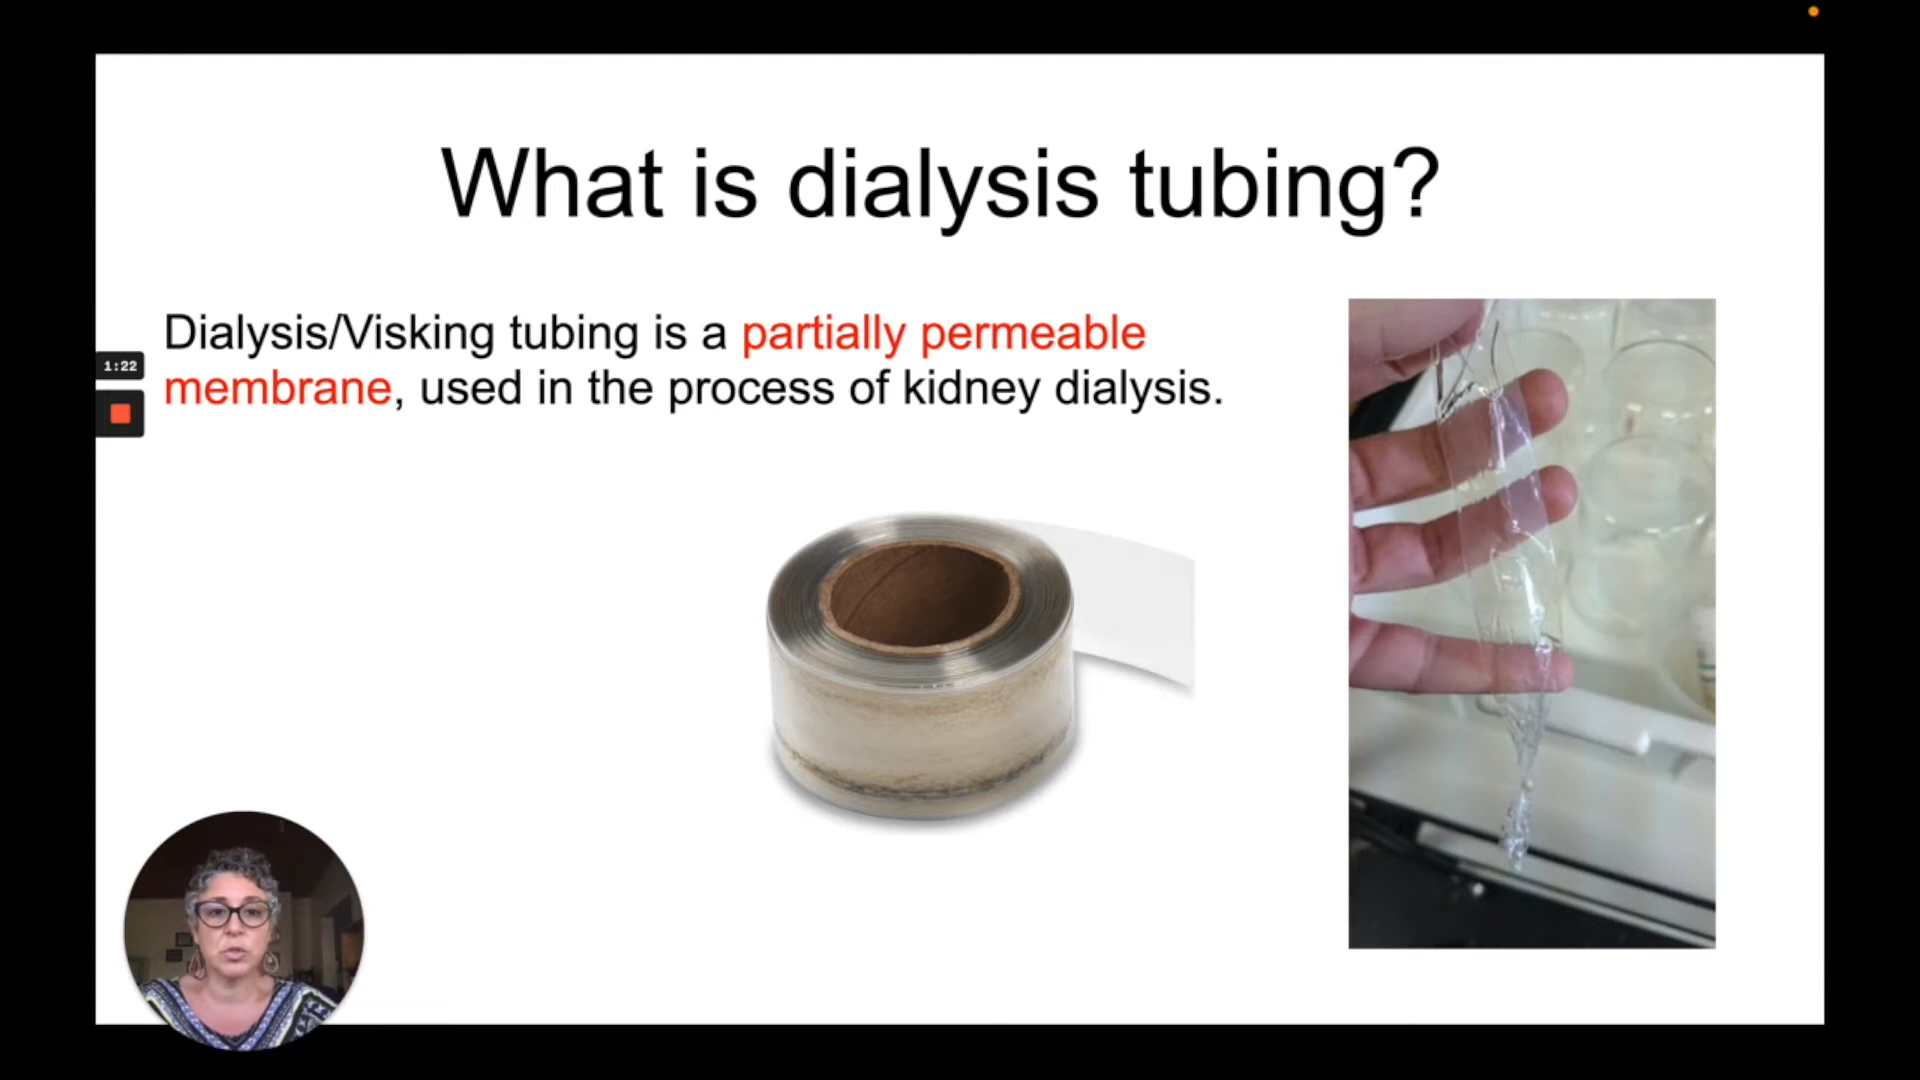 What is dialysis tubing?
Dialysis/Visking tubing is a partially permeable
membrane, used in the process of kidney dialysis.
1:22